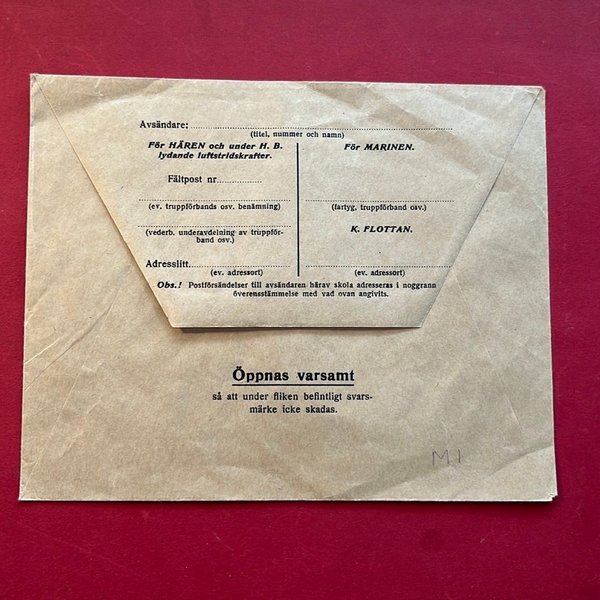 Avsändare:
(titel, nummer och namn)
För HÄREN och under H. B.
lydande luftstridskrafter.
Fältpost nr
(ev. truppförbands osv. benämning)
(vederb. underavdelning av truppför-
band osv.)
Adresslitt.
(ev. adressort)
För MARINEN.
(fartyg, truppförband osv.)
K. FLOTTAN.
(ev. adressort)
Obs.! Postförsändelser till avsändaren härav skola adresseras i noggrann
överensstämmelse med vad ovan angivits.
Öppnas varsamt
så att under fliken befintligt svars-
märke icke skadas.
M1